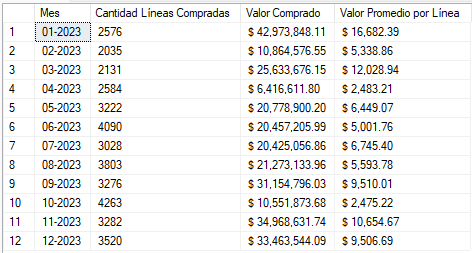 Mes Cantidad Líneas Compradas Valor Comprado Valor Promedio por Línea
1 01-2023 2576 $ 42,973,848.11 $ 16,682.39
2 02-2023 2035 $ 10,864,576.55 $ 5,338.86
3 03-2023 2131 $ 25,633,676.15 $ 12,028.94
4 04-2023 2584 $ 6,416,611.80 $ 2,483.21
5 05-2023 3222 $ 20,778,900.20 $ 6,449.07
6 06-2023 4090 $ 20,457,205.99 $ 5,001.76
7 07-2023 3028 $ 20,425,056.86 $ 6,745.40
8 08-2023 3803 $ 21,273,133.96 $ 5,593.78
9 09-2023 3276 $ 31,154,796.03 $ 9,510.01
10 10-2023 4263 $ 10,551,873.68 $ 2,475.22
11 11-2023 3282 $ 34,968,631.74 $ 10,654.67
12 12-2023 3520 $ 33,463,544.09 $ 9,506.69